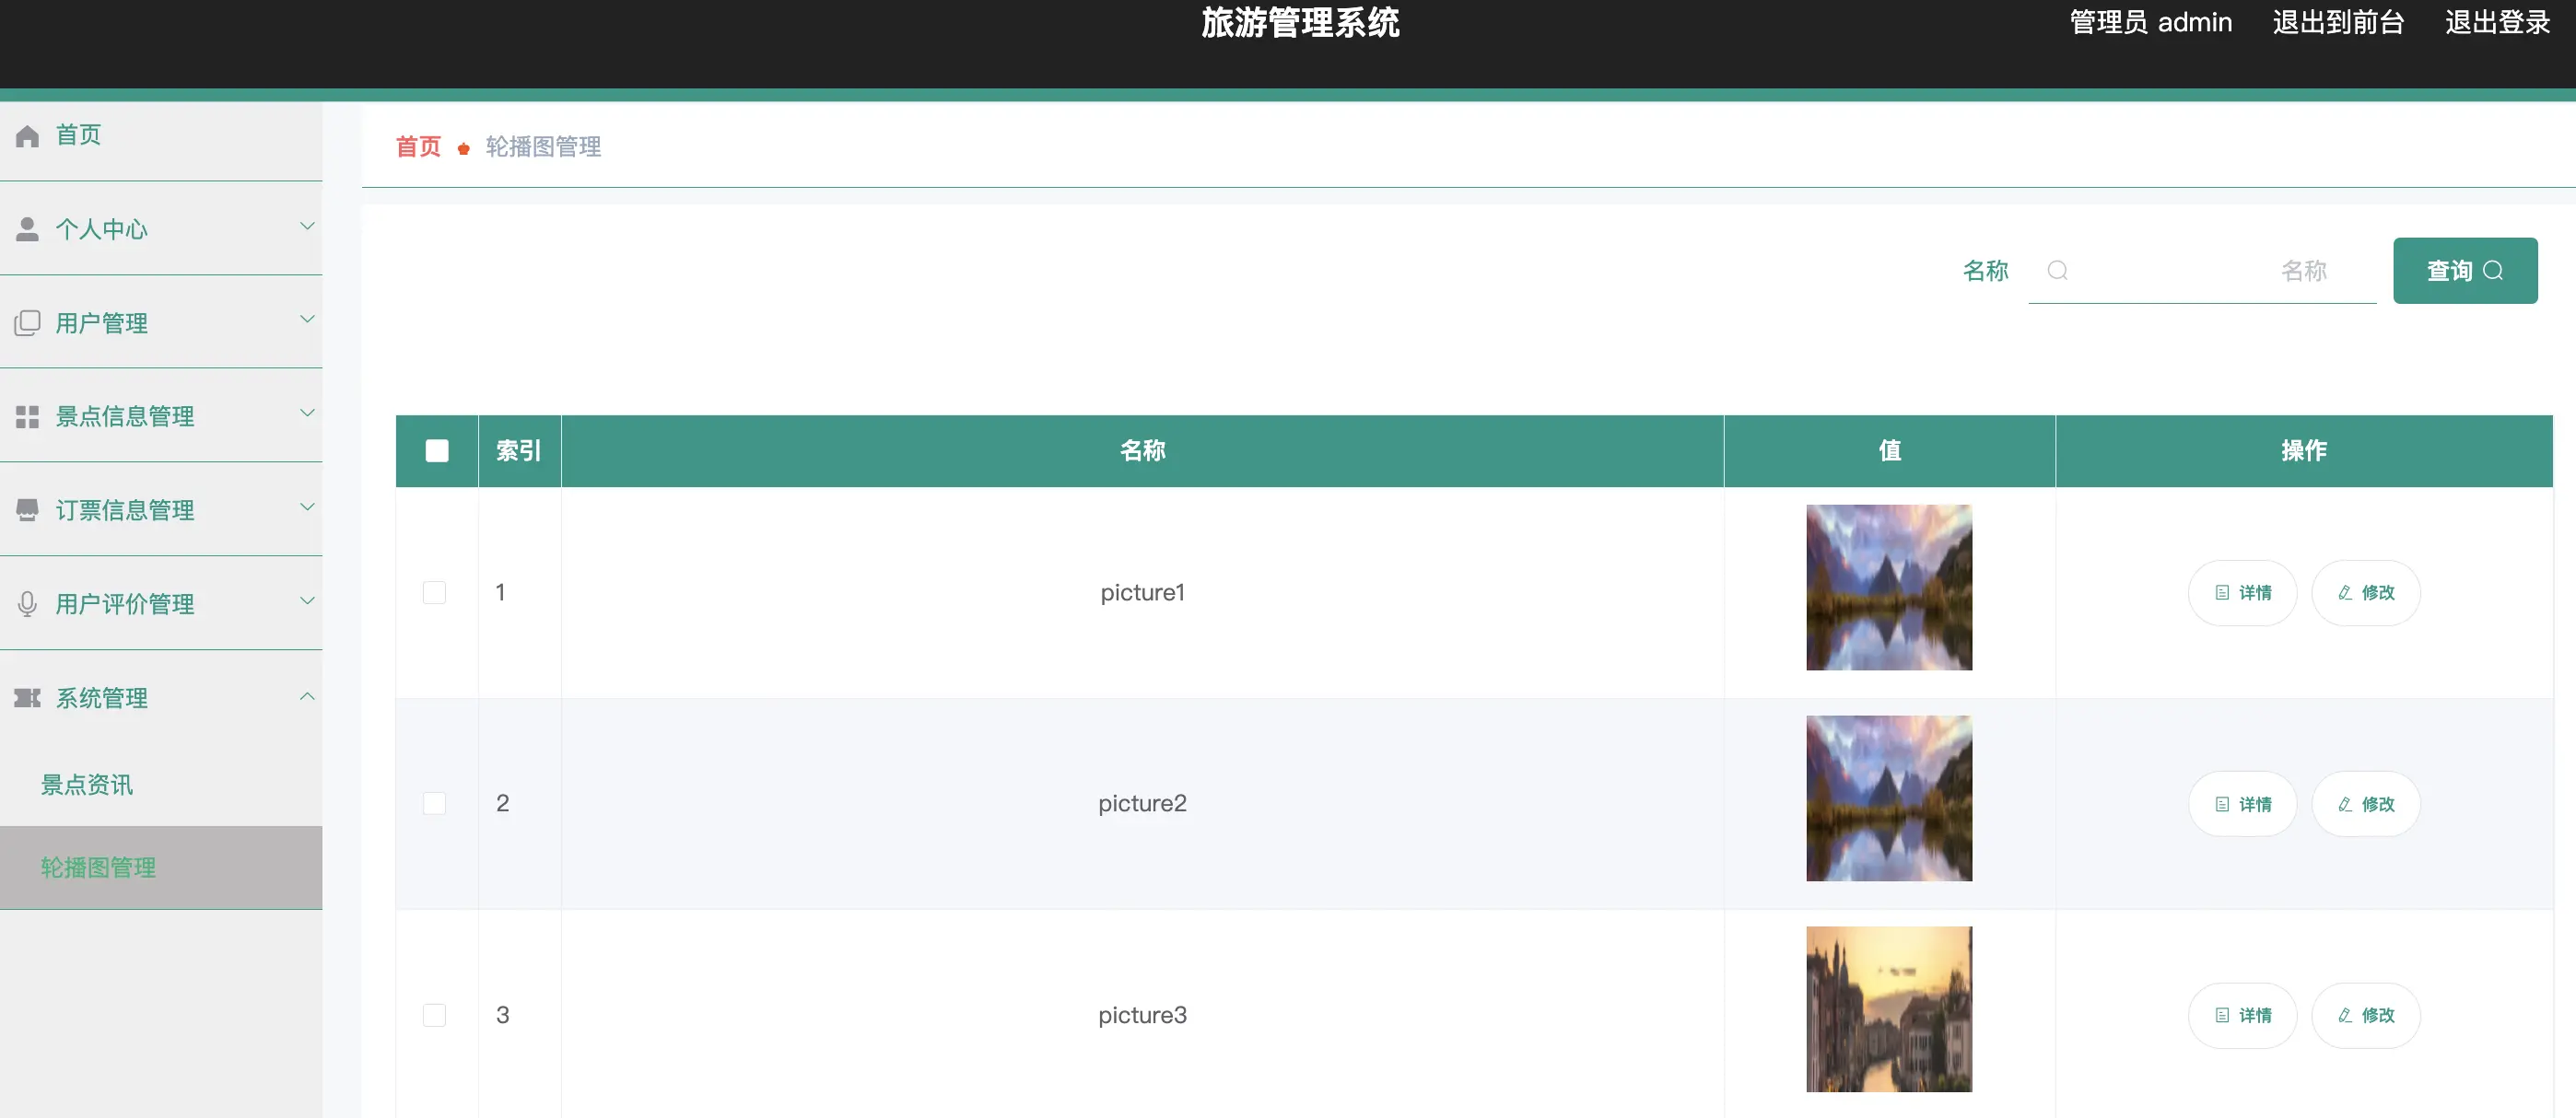 旅游管理系统
管理员 admin 退出到前台 退出登录
首页
个人中心
用户管理
景点信息管理
订票信息管理
用户评价管理
系统管理
景点资讯
轮播图管理
首页 轮播图管理
名称 名称 查询
索引 名称 值 操作
1 picture1 详情 修改
2 picture2 详情 修改
3 picture3 详情 修改